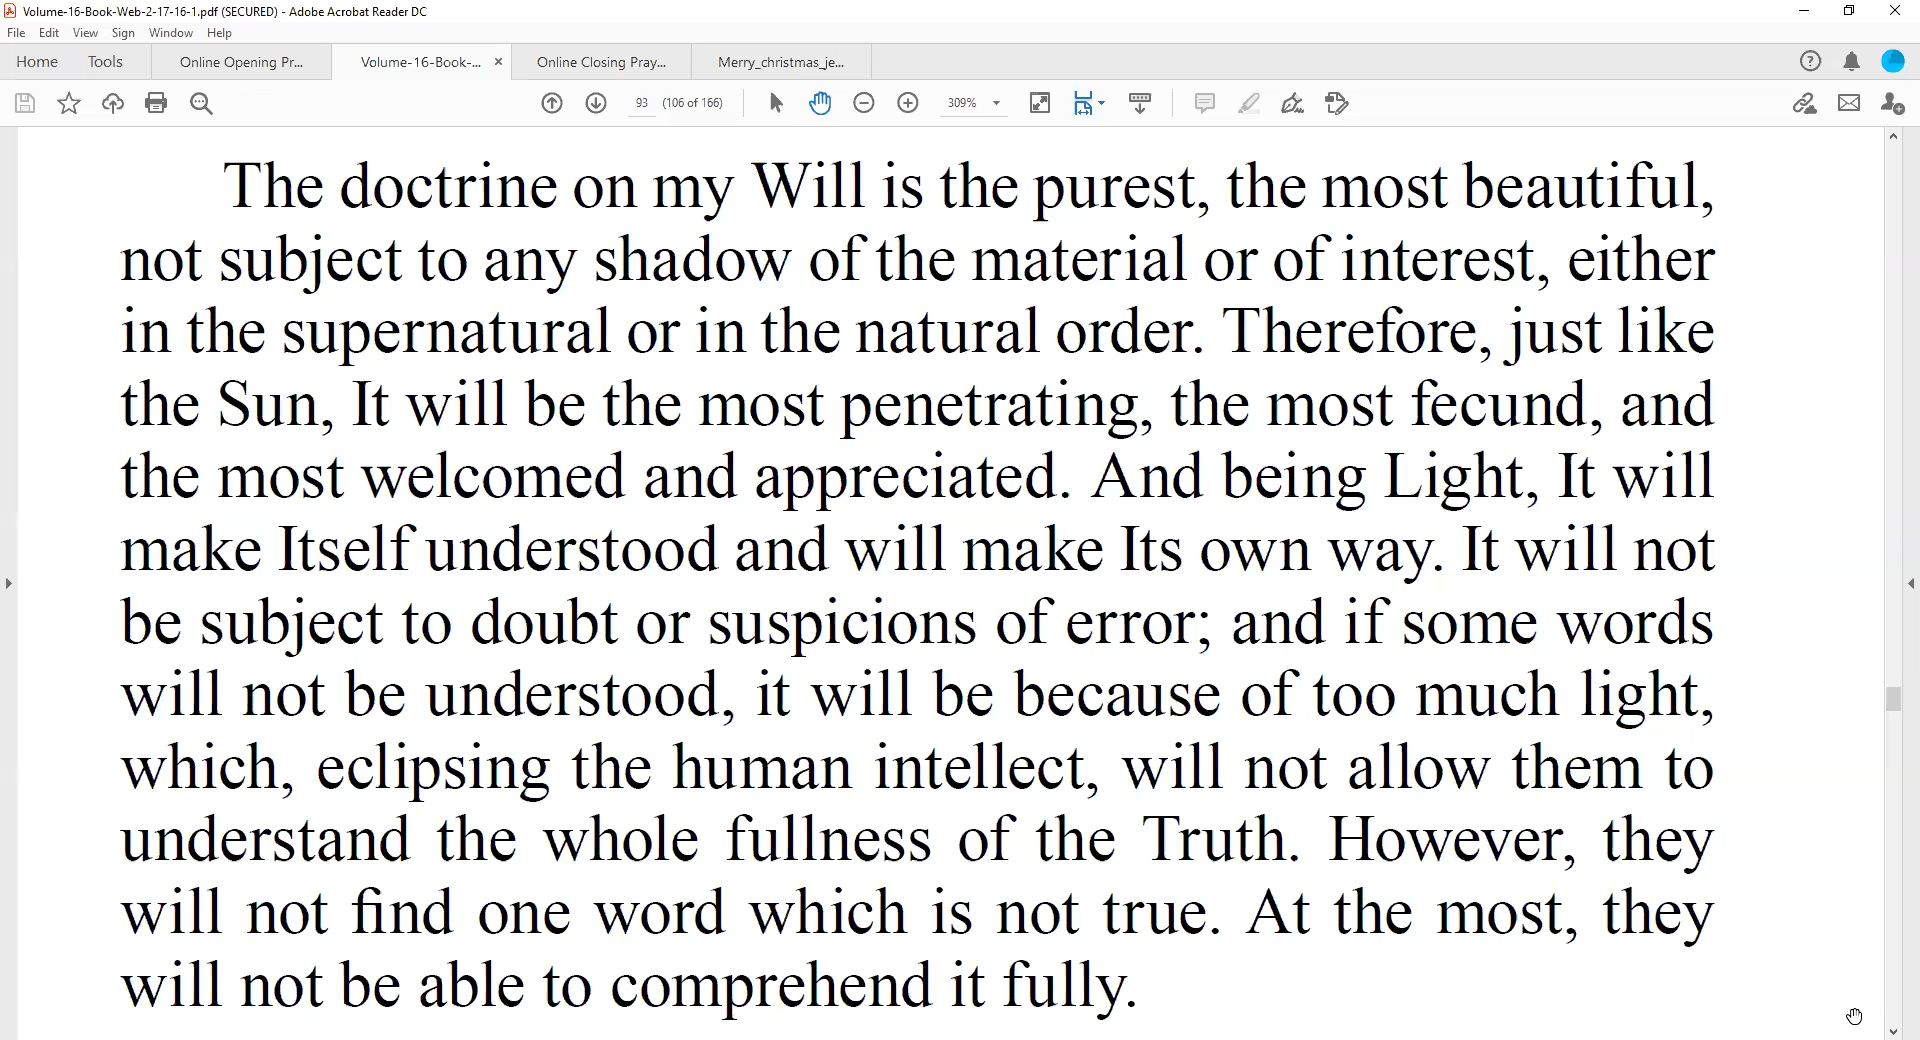 Volume-16-Book-Web-2-17-16-1.pdf (SECURED) - Adobe Acrobat Reader DC
File Edit View Sign Window Help
Home Tools Online Opening Pr... Volume-16-Book-... × Online Closing Pray... Merry_christmas_je...
93 (106 of 166) 309%
The doctrine on my Will is the purest, the most beautiful,
not subject to any shadow of the material or of interest, either
in the supernatural or in the natural order. Therefore, just like
the Sun, It will be the most penetrating, the most fecund, and
the most welcomed and appreciated. And being Light, It will
make Itself understood and will make Its own way. It will not
be subject to doubt or suspicions of error; and if some words
will not be understood, it will be because of too much light,
which, eclipsing the human intellect, will not allow them to
understand the whole fullness of the Truth. However, they
will not find one word which is not true. At the most, they
will not be able to comprehend it fully.